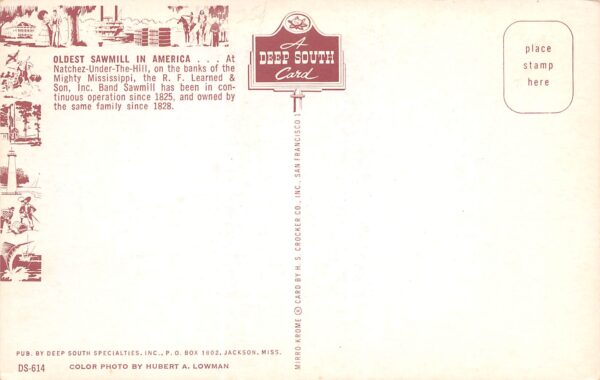 OLDEST SAWMILL IN AMERICA . . . At
Natchez-Under-The-Hill, on the banks of the
Mighty Mississippi, the R. F. Learned &
Son, Inc. Band Sawmill has been in con-
tinuous operation since 1825, and owned by
the same family since 1828.
A
DEEP SOUTH
Card
place
stamp
here
MIRRO-KROME ® CARD BY H. S. CROCKER CO., INC. SAN FRANCISCO 1
PUB. BY DEEP SOUTH SPECIALTIES, INC., P. O. BOX 1802, JACKSON, MISS.
DS-614 COLOR PHOTO BY HUBERT A. LOWMAN